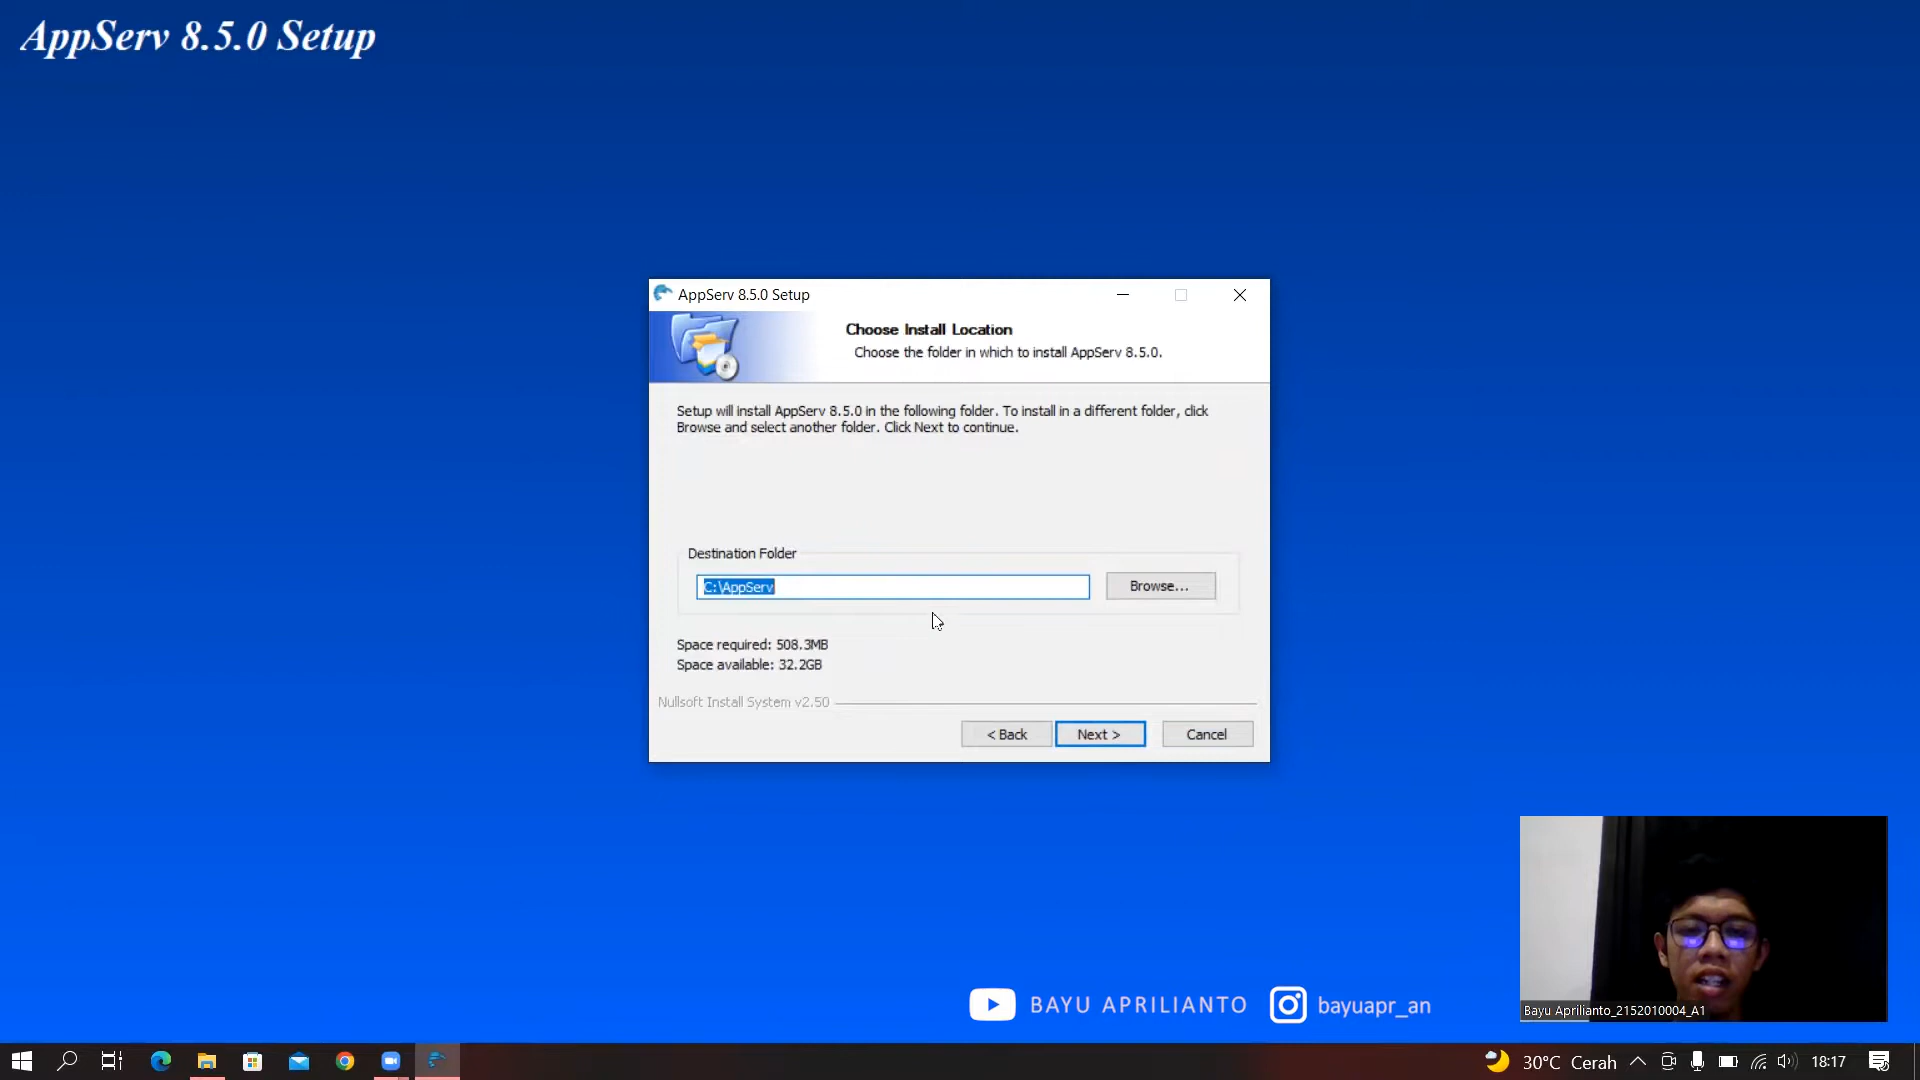 AppServ 8.5.0 Setup
AppServ 8.5.0 Setup
Choose Install Location
Choose the folder in which to install AppServ 8.5.0.
Setup will install AppServ 8.5.0 in the following folder. To install in a different folder, click
Browse and select another folder. Click Next to continue.
Destination Folder
C:\AppServ
Browse...
Space required: 508.3MB
Space available: 32.2GB
Nullsoft Install System v2.50
< Back
Next >
Cancel
BAYU APRILIANTO
bayuapr_an
Bayu Aprilianto_2152010004_A1
30°C Cerah
18:17